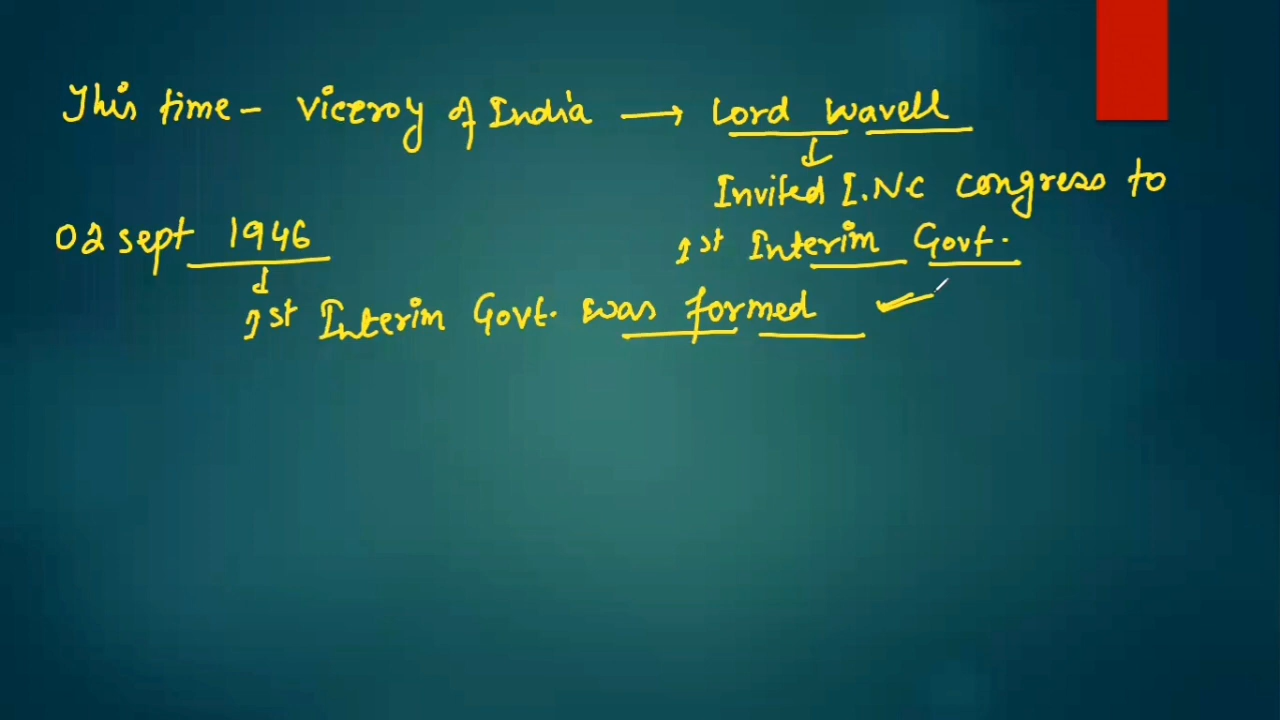 This time - Viceroy of India → Lord Wavell
↓
Invited I.NC congress to
1st Interim Govt.
02 sept 1946
↓
1st Interim Govt. was formed